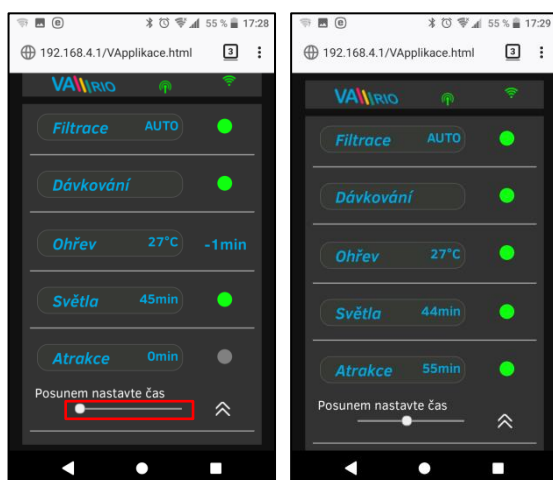 55 % 17:28
192.168.4.1/VApplikace.html 3
VARIO
Filtrace AUTO
Dávkování
Ohřev 27°C -1min
Světla 45min
Atrakce 0min
Posunem nastavte čas
55 % 17:29
192.168.4.1/VApplikace.html 3
VARIO
Filtrace AUTO
Dávkování
Ohřev 27°C
Světla 44min
Atrakce 55min
Posunem nastavte čas